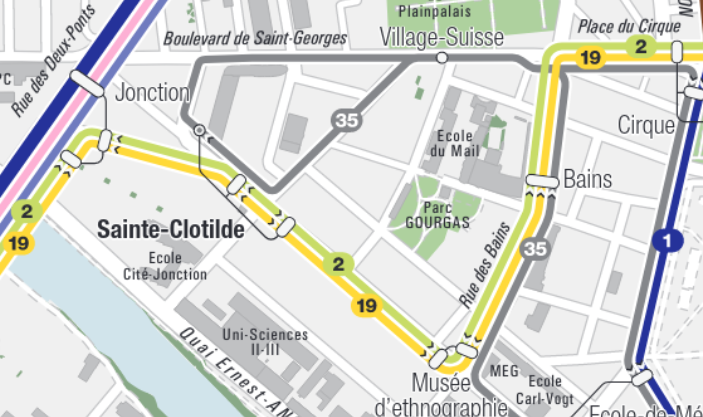 Plainpalais
Place du Cirque
Boulevard de Saint-Georges
Village-Suisse
2
19
Rue des Deux-Ponts
PC
Jonction
35
Ecole
du Mail
Cirque
Bains
Parc
GOURGAS
2
19
Sainte-Clotilde
Ecole
Cité-Jonction
Rue des Bains
35
1
2
19
Uni-Sciences
II-III
Quai Ernest-AN
Musée
d'ethnographie
MEG
Ecole
Carl-Vogt
Ecole-de-Mé